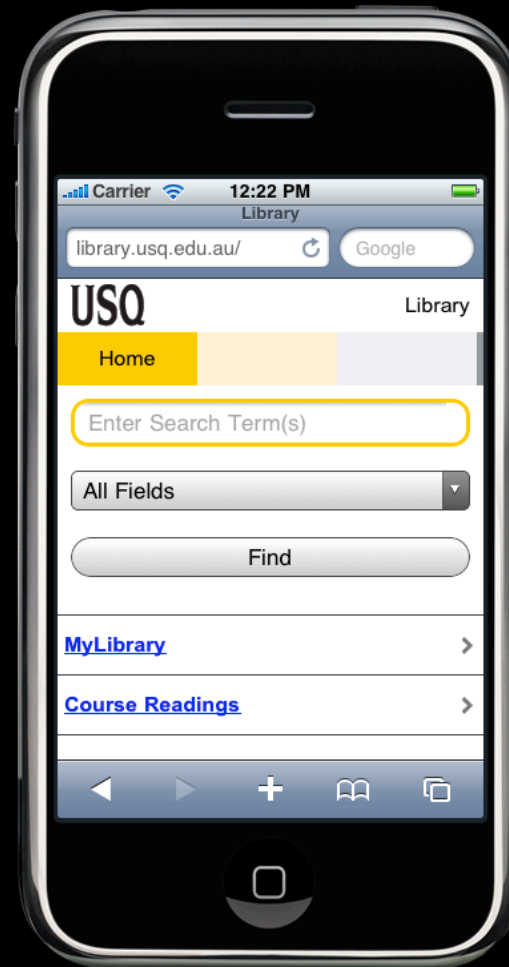 Carrier 12:22 PM
Library
library.usq.edu.au/ Google
USQ Library
Home
Enter Search Term(s)
All Fields
Find
MyLibrary
Course Readings